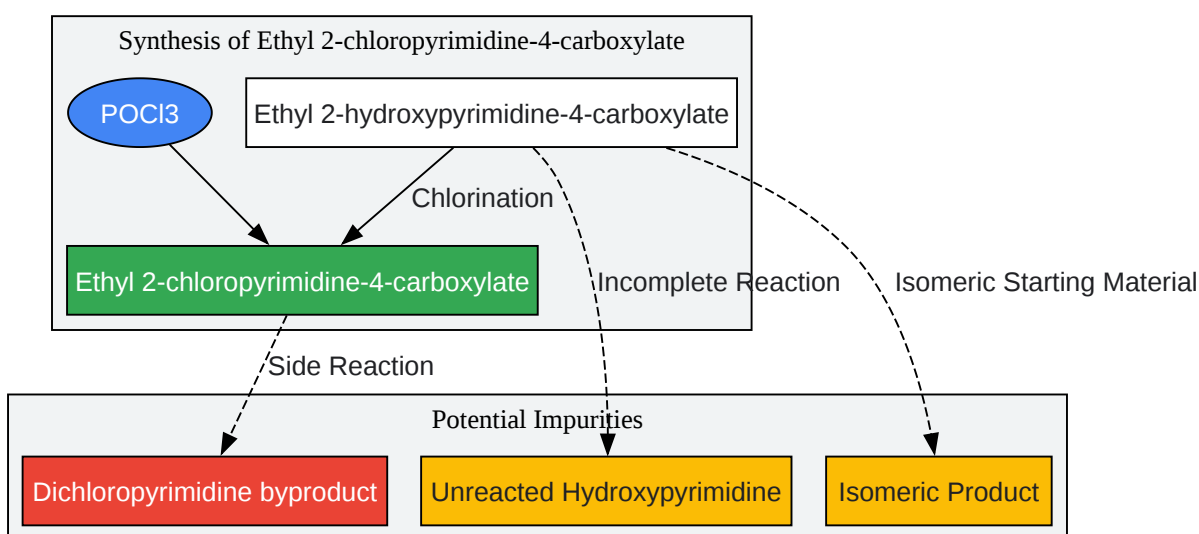 Synthesis of Ethyl 2-chloropyrimidine-4-carboxylate
POCl3
Ethyl 2-hydroxypyrimidine-4-carboxylate
Chlorination
Ethyl 2-chloropyrimidine-4-carboxylate
Incomplete Reaction
Isomeric Starting Material
Side Reaction
Potential Impurities
Dichloropyrimidine byproduct
Unreacted Hydroxypyrimidine
Isomeric Product